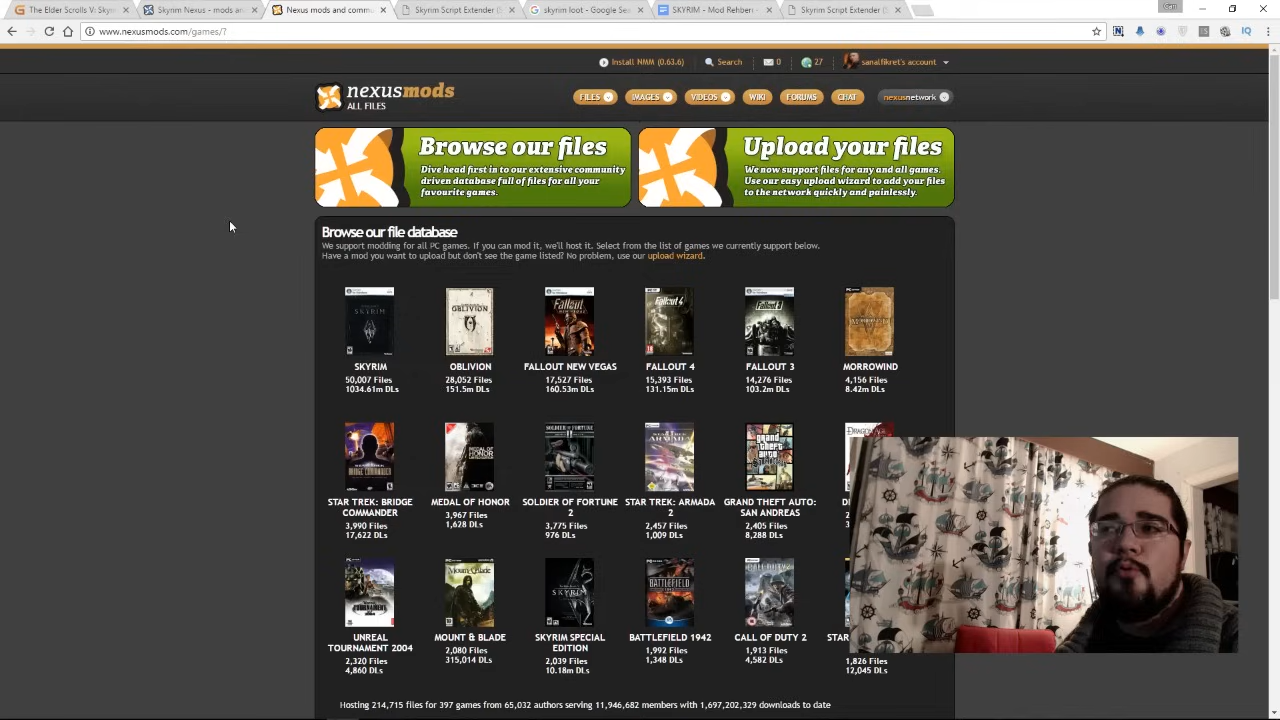 The Elder Scrolls V: Skyrim
Skyrim Nexus - mods an
Nexus mods and commu
Skyrim Script Extender (
skyrim loot - Google Se
SKYRIM - Mod Rehberi
Skyrim Script Extender (
www.nexusmods.com/games/?
Install NMM (0.63.6)
Search
0
27
sanalfikret's account
nexusmods
ALL FILES
FILES
IMAGES
VIDEOS
WIKI
FORUMS
CHAT
nexusnetwork
Browse our files
Dive head first in to our extensive community
driven database full of files for all your
favourite games.
Upload your files
We now support files for any and all games.
Use our easy upload wizard to add your files
to the network quickly and painlessly.
Browse our file database
We support modding for all PC games. If you can mod it, we'll host it. Select from the list of games we currently support below.
Have a mod you want to upload but don't see the game listed? No problem, use our upload wizard.
SKYRIM
50,007 Files
1034.61m DLs
OBLIVION
28,052 Files
151.5m DLs
FALLOUT NEW VEGAS
17,527 Files
160.53m DLs
FALLOUT 4
15,393 Files
131.15m DLs
FALLOUT 3
14,276 Files
103.2m DLs
MORROWIND
4,156 Files
8.42m DLs
STAR TREK: BRIDGE
COMMANDER
3,990 Files
17,622 DLs
MEDAL OF HONOR
3,967 Files
1,628 DLs
SOLDIER OF FORTUNE
2
3,775 Files
976 DLs
STAR TREK: ARMADA
2
2,457 Files
1,009 DLs
GRAND THEFT AUTO:
SAN ANDREAS
2,405 Files
8,288 DLs
UNREAL
TOURNAMENT 2004
2,320 Files
4,860 DLs
MOUNT & BLADE
2,080 Files
315,014 DLs
SKYRIM SPECIAL
EDITION
2,039 Files
10.18m DLs
BATTLEFIELD 1942
1,992 Files
1,348 DLs
CALL OF DUTY 2
1,913 Files
4,582 DLs
STAR
1,826 Files
12,045 DLs
Hosting 214,715 files for 397 games from 65,032 authors serving 11,946,682 members with 1,697,202,329 downloads to date